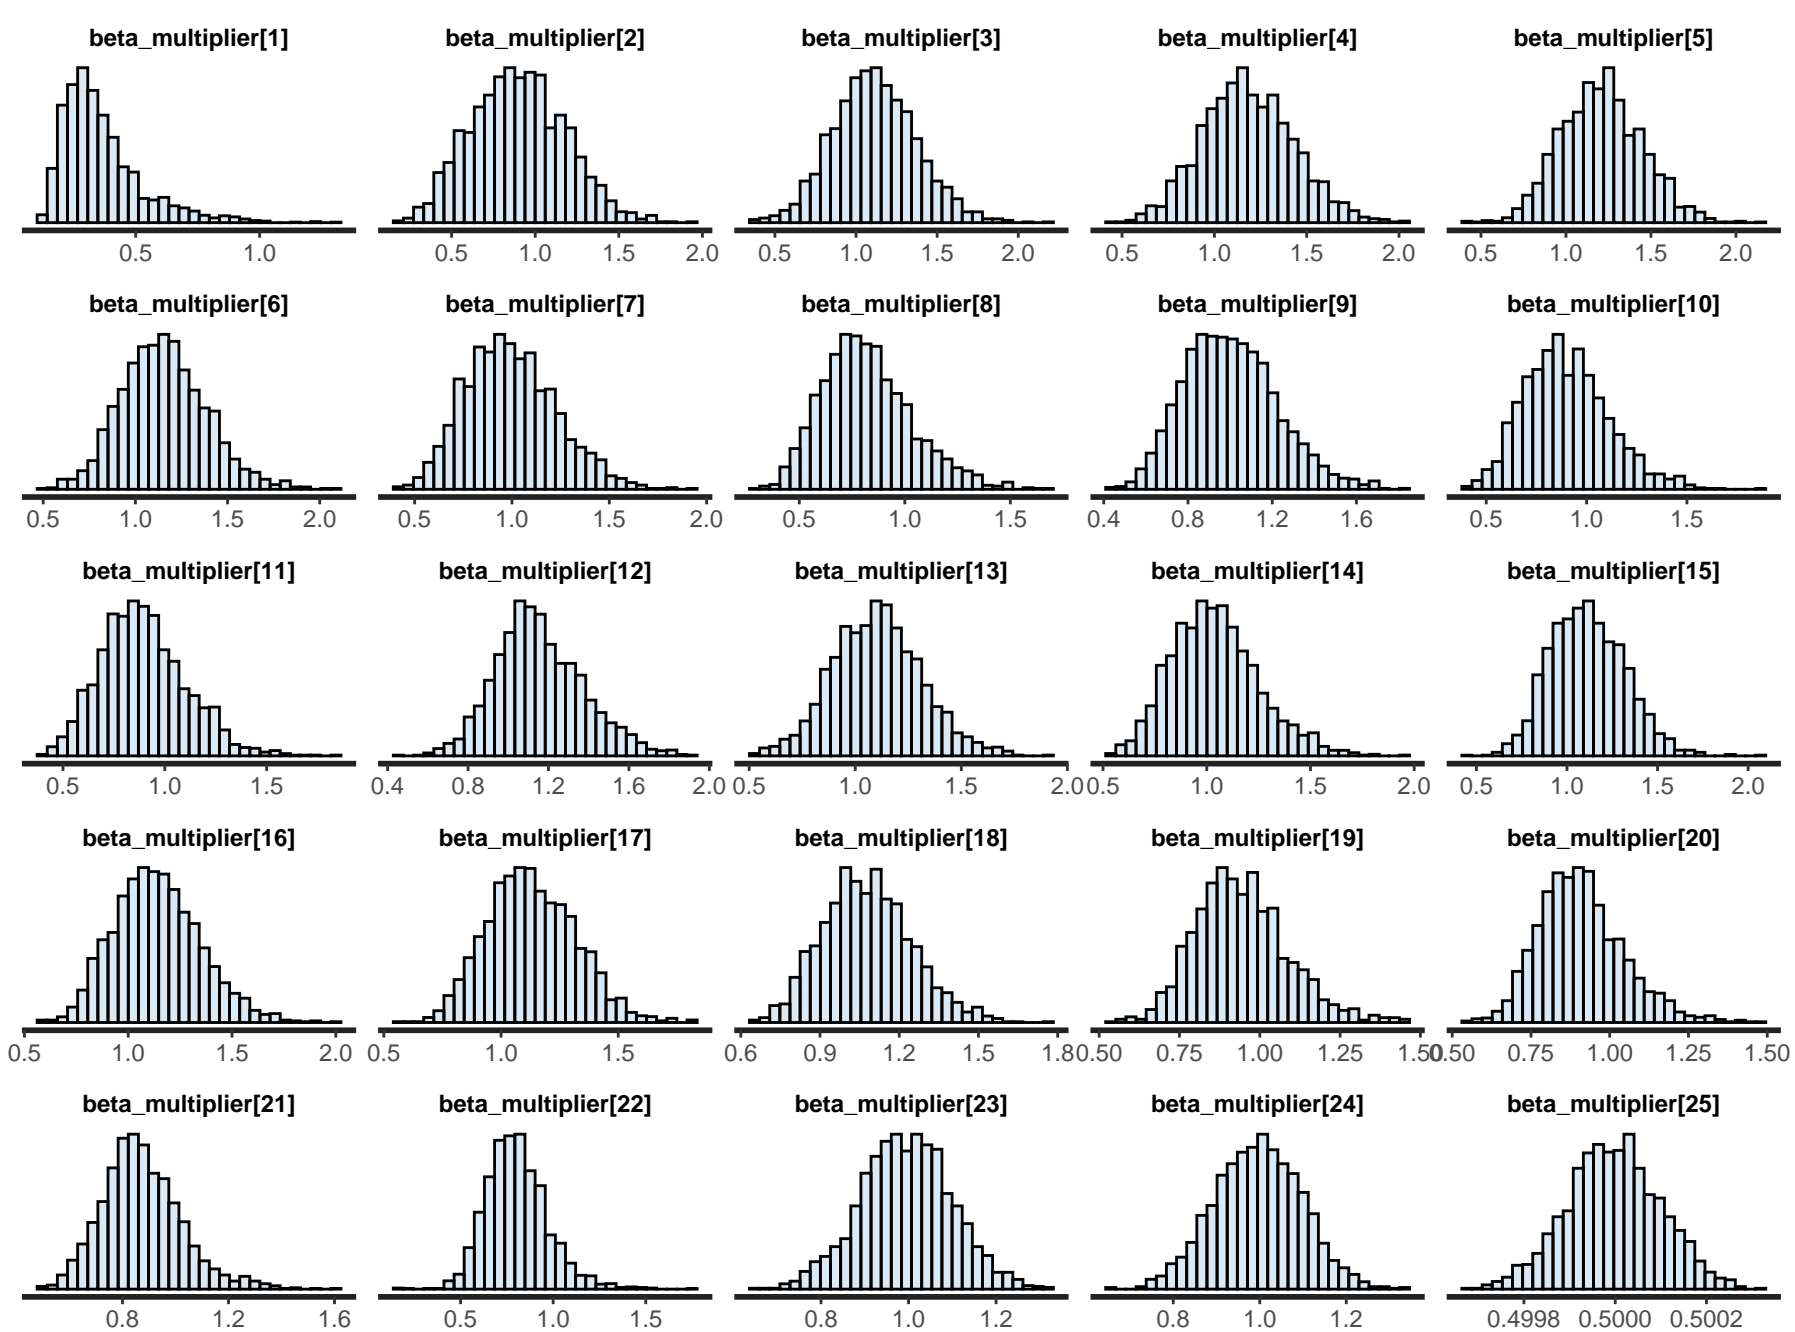 beta_multiplier[1] beta_multiplier[2] beta_multiplier[3] beta_multiplier[4] beta_multiplier[5]
0.5 1.0 0.5 1.0 1.5 2.0 0.5 1.0 1.5 2.0 0.5 1.0 1.5 2.0 0.5 1.0 1.5 2.0
beta_multiplier[6] beta_multiplier[7] beta_multiplier[8] beta_multiplier[9] beta_multiplier[10]
0.5 1.0 1.5 2.0 0.5 1.0 1.5 2.0 0.5 1.0 1.5 0.4 0.8 1.2 1.6 0.5 1.0 1.5
beta_multiplier[11] beta_multiplier[12] beta_multiplier[13] beta_multiplier[14] beta_multiplier[15]
0.5 1.0 1.5 0.4 0.8 1.2 1.6 2.0 0.5 1.0 1.5 2.0 0.5 1.0 1.5 2.0 0.5 1.0 1.5 2.0
beta_multiplier[16] beta_multiplier[17] beta_multiplier[18] beta_multiplier[19] beta_multiplier[20]
0.5 1.0 1.5 2.0 0.5 1.0 1.5 0.6 0.9 1.2 1.5 1.8 0.50 0.75 1.00 1.25 1.50 0.50 0.75 1.00 1.25 1.50
beta_multiplier[21] beta_multiplier[22] beta_multiplier[23] beta_multiplier[24] beta_multiplier[25]
0.8 1.2 1.6 0.5 1.0 1.5 0.8 1.0 1.2 0.8 1.0 1.2 0.4998 0.5000 0.5002